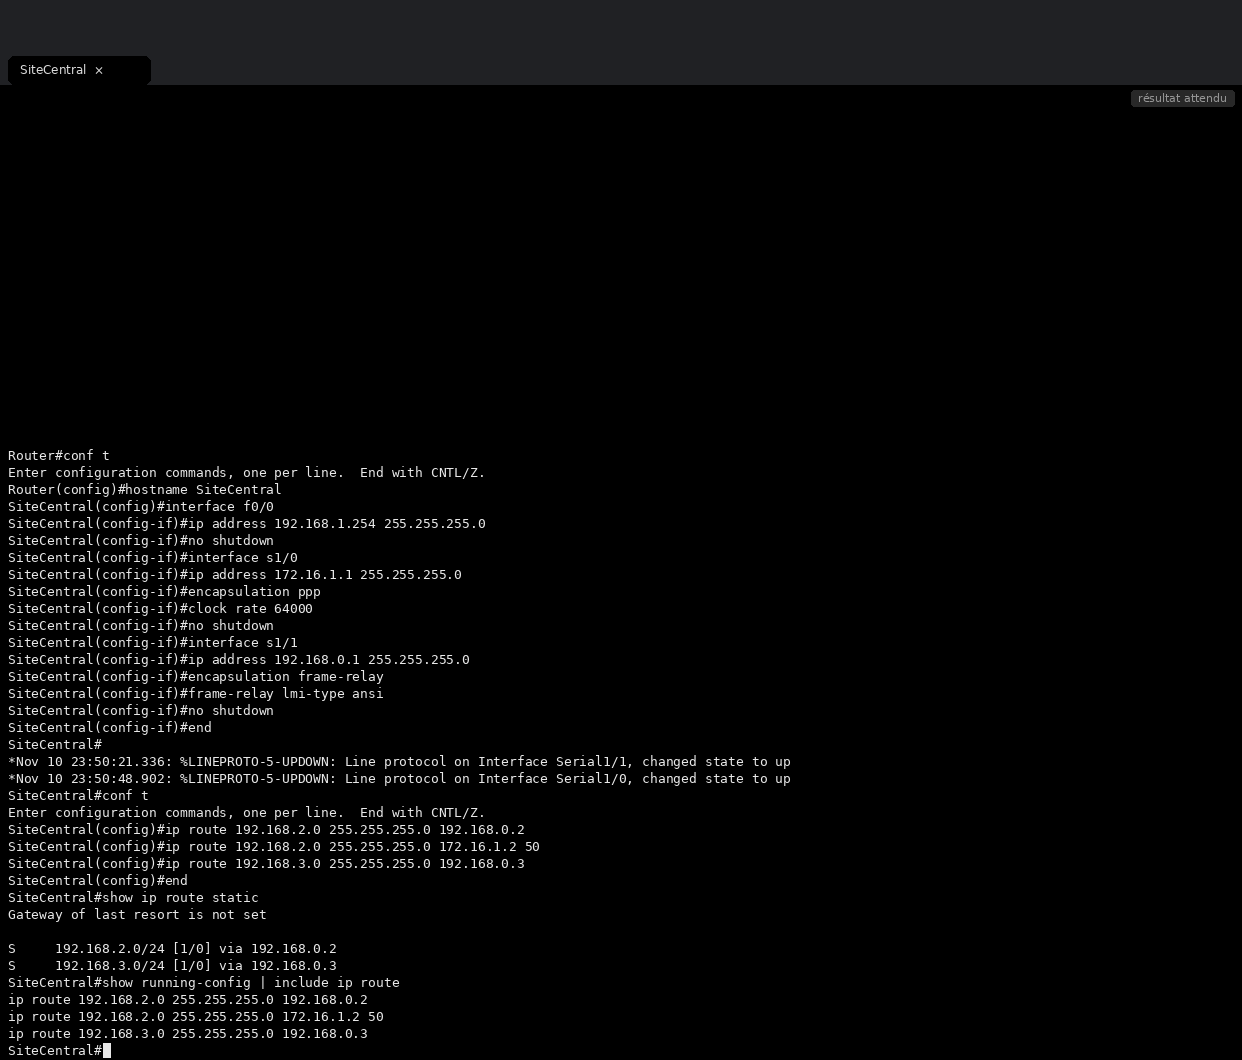 SiteCentral ×
résultat attendu
Router#conf t
Enter configuration commands, one per line.  End with CNTL/Z.
Router(config)#hostname SiteCentral
SiteCentral(config)#interface f0/0
SiteCentral(config-if)#ip address 192.168.1.254 255.255.255.0
SiteCentral(config-if)#no shutdown
SiteCentral(config-if)#interface s1/0
SiteCentral(config-if)#ip address 172.16.1.1 255.255.255.0
SiteCentral(config-if)#encapsulation ppp
SiteCentral(config-if)#clock rate 64000
SiteCentral(config-if)#no shutdown
SiteCentral(config-if)#interface s1/1
SiteCentral(config-if)#ip address 192.168.0.1 255.255.255.0
SiteCentral(config-if)#encapsulation frame-relay
SiteCentral(config-if)#frame-relay lmi-type ansi
SiteCentral(config-if)#no shutdown
SiteCentral(config-if)#end
SiteCentral#
*Nov 10 23:50:21.336: %LINEPROTO-5-UPDOWN: Line protocol on Interface Serial1/1, changed state to up
*Nov 10 23:50:48.902: %LINEPROTO-5-UPDOWN: Line protocol on Interface Serial1/0, changed state to up
SiteCentral#conf t
Enter configuration commands, one per line.  End with CNTL/Z.
SiteCentral(config)#ip route 192.168.2.0 255.255.255.0 192.168.0.2
SiteCentral(config)#ip route 192.168.2.0 255.255.255.0 172.16.1.2 50
SiteCentral(config)#ip route 192.168.3.0 255.255.255.0 192.168.0.3
SiteCentral(config)#end
SiteCentral#show ip route static
Gateway of last resort is not set
S     192.168.2.0/24 [1/0] via 192.168.0.2
S     192.168.3.0/24 [1/0] via 192.168.0.3
SiteCentral#show running-config | include ip route
ip route 192.168.2.0 255.255.255.0 192.168.0.2
ip route 192.168.2.0 255.255.255.0 172.16.1.2 50
ip route 192.168.3.0 255.255.255.0 192.168.0.3
SiteCentral#